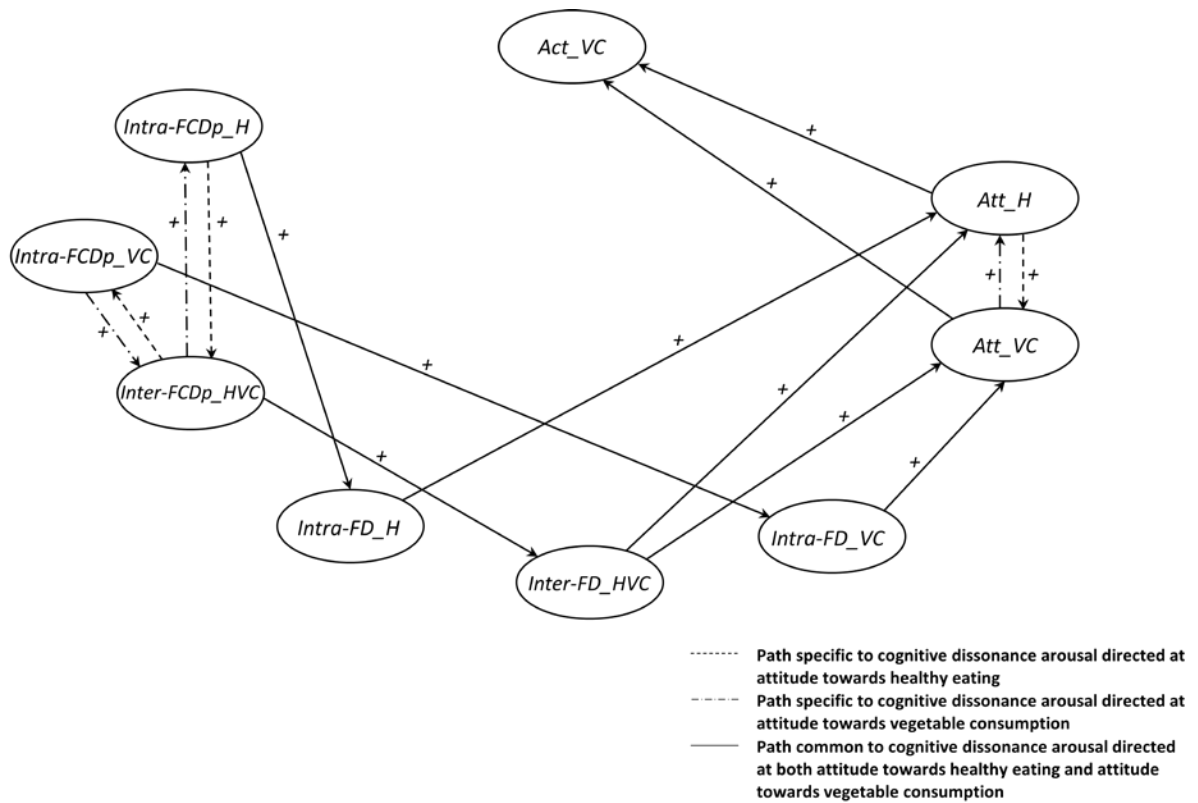 Act_VC
Intra-FCDp_H
+
+
Att_H
+
+
+
Intra-FCDp_VC
+
+
+
+
+
Att_VC
+
+
Inter-FCDp_HVC
+
+
+
+
Intra-FD_H
Intra-FD_VC
Inter-FD_HVC
Path specific to cognitive dissonance arousal directed at
attitude towards healthy eating
Path specific to cognitive dissonance arousal directed at
attitude towards vegetable consumption
Path common to cognitive dissonance arousal directed
at both attitude towards healthy eating and attitude
towards vegetable consumption